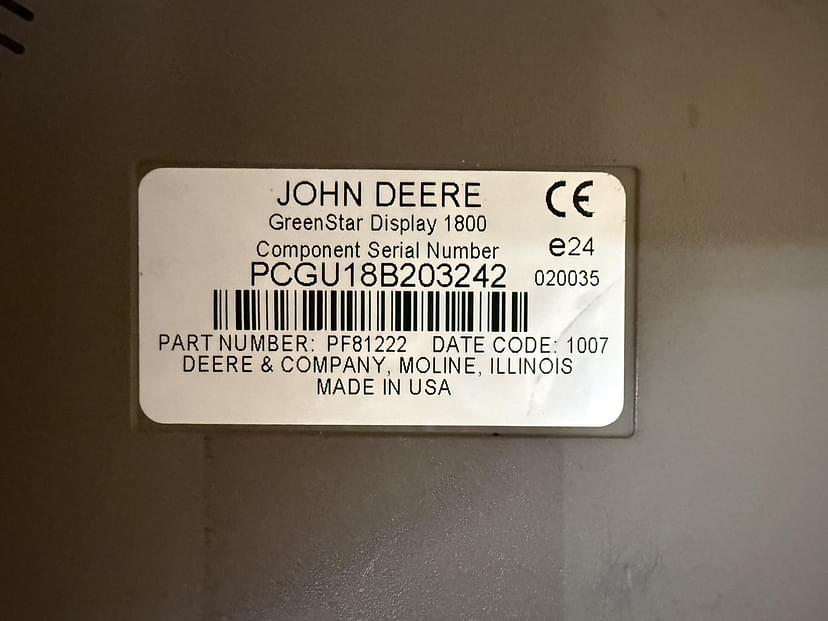 JOHN DEERE
CE
GreenStar Display 1800
Component Serial Number
e24
PCGU18B203242
020035
PART NUMBER: PF81222 DATE CODE: 1007
DEERE & COMPANY, MOLINE, ILLINOIS
MADE IN USA